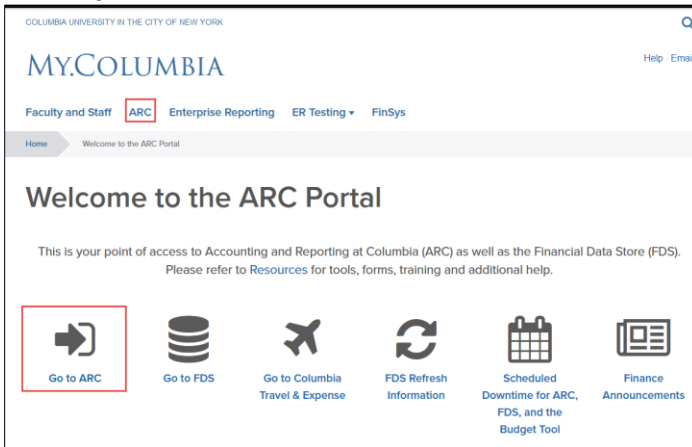 COLUMBIA UNIVERSITY IN THE CITY OF NEW YORK
MY.COLUMBIA
Help Email
Faculty and Staff ARC Enterprise Reporting ER Testing FinSys
Home Welcome to the ARC Portal
Welcome to the ARC Portal
This is your point of access to Accounting and Reporting at Columbia (ARC) as well as the Financial Data Store (FDS).
Please refer to Resources for tools, forms, training and additional help.
Go to ARC
Go to FDS
Go to Columbia
Travel & Expense
FDS Refresh
Information
Scheduled
Downtime for ARC,
FDS, and the
Budget Tool
Finance
Announcements